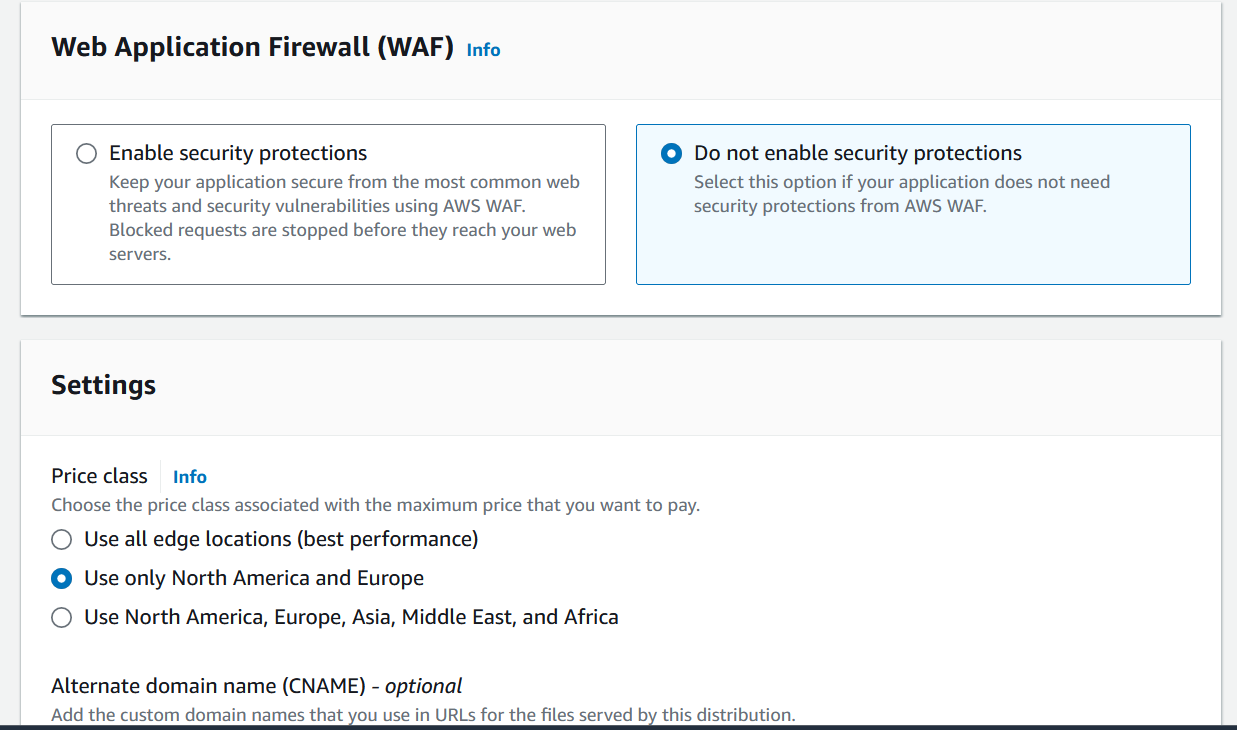 Web Application Firewall (WAF) Info
Enable security protections
Keep your application secure from the most common web
threats and security vulnerabilities using AWS WAF.
Blocked requests are stopped before they reach your web
servers.
Do not enable security protections
Select this option if your application does not need
security protections from AWS WAF.
Settings
Price class Info
Choose the price class associated with the maximum price that you want to pay.
Use all edge locations (best performance)
Use only North America and Europe
Use North America, Europe, Asia, Middle East, and Africa
Alternate domain name (CNAME) - optional
Add the custom domain names that you use in URLs for the files served by this distribution.